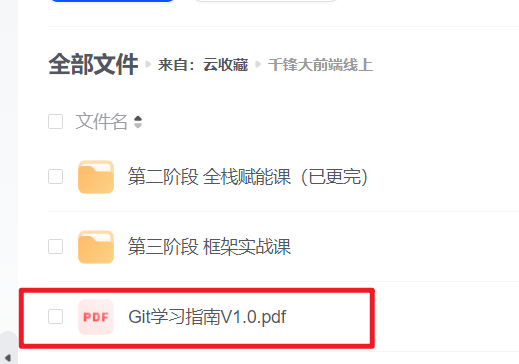 全部文件 来自：云收藏 千锋大前端线上
文件名
第二阶段 全栈赋能课（已更完）
第三阶段 框架实战课
PDF Git学习指南V1.0.pdf